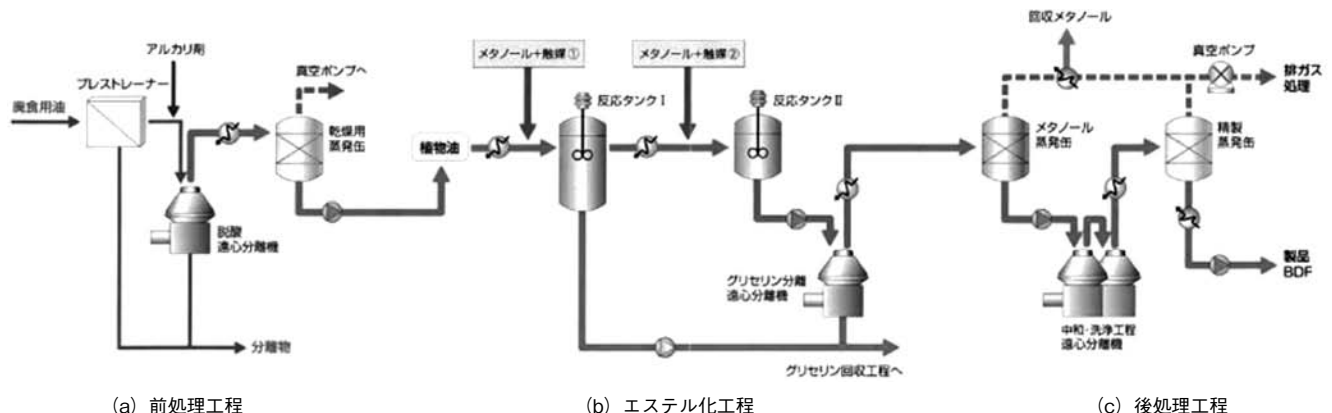 アルカリ剤
プレストレーナー
廃食用油
真空ポンプへ
乾燥用
蒸発缶
脱酸
遠心分離機
分離物
(a) 前処理工程
メタノール+触媒①
メタノール+触媒②
植物油
反応タンクⅠ
反応タンクⅡ
グリセリン分離
遠心分離機
グリセリン回収工程へ
(b) エステル化工程
回収メタノール
真空ポンプ
排ガス
処理
メタノール
蒸発缶
精製
蒸発缶
中和・洗浄工程
遠心分離機
製品
BDF
(c) 後処理工程